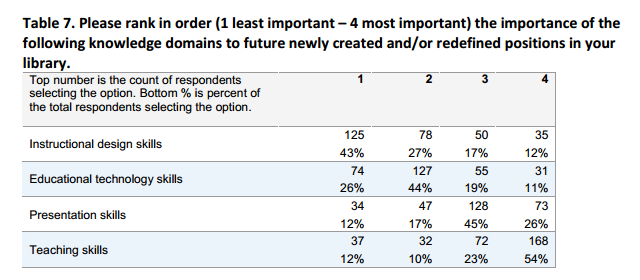 Table 7. Please rank in order (1 least important – 4 most important) the importance of the
following knowledge domains to future newly created and/or redefined positions in your
library.
Top number is the count of respondents
selecting the option. Bottom % is percent of
the total respondents selecting the option.
1 2 3 4
Instructional design skills
125 78 50 35
43% 27% 17% 12%
Educational technology skills
74 127 55 31
26% 44% 19% 11%
Presentation skills
34 47 128 73
12% 17% 45% 26%
Teaching skills
37 32 72 168
12% 10% 23% 54%